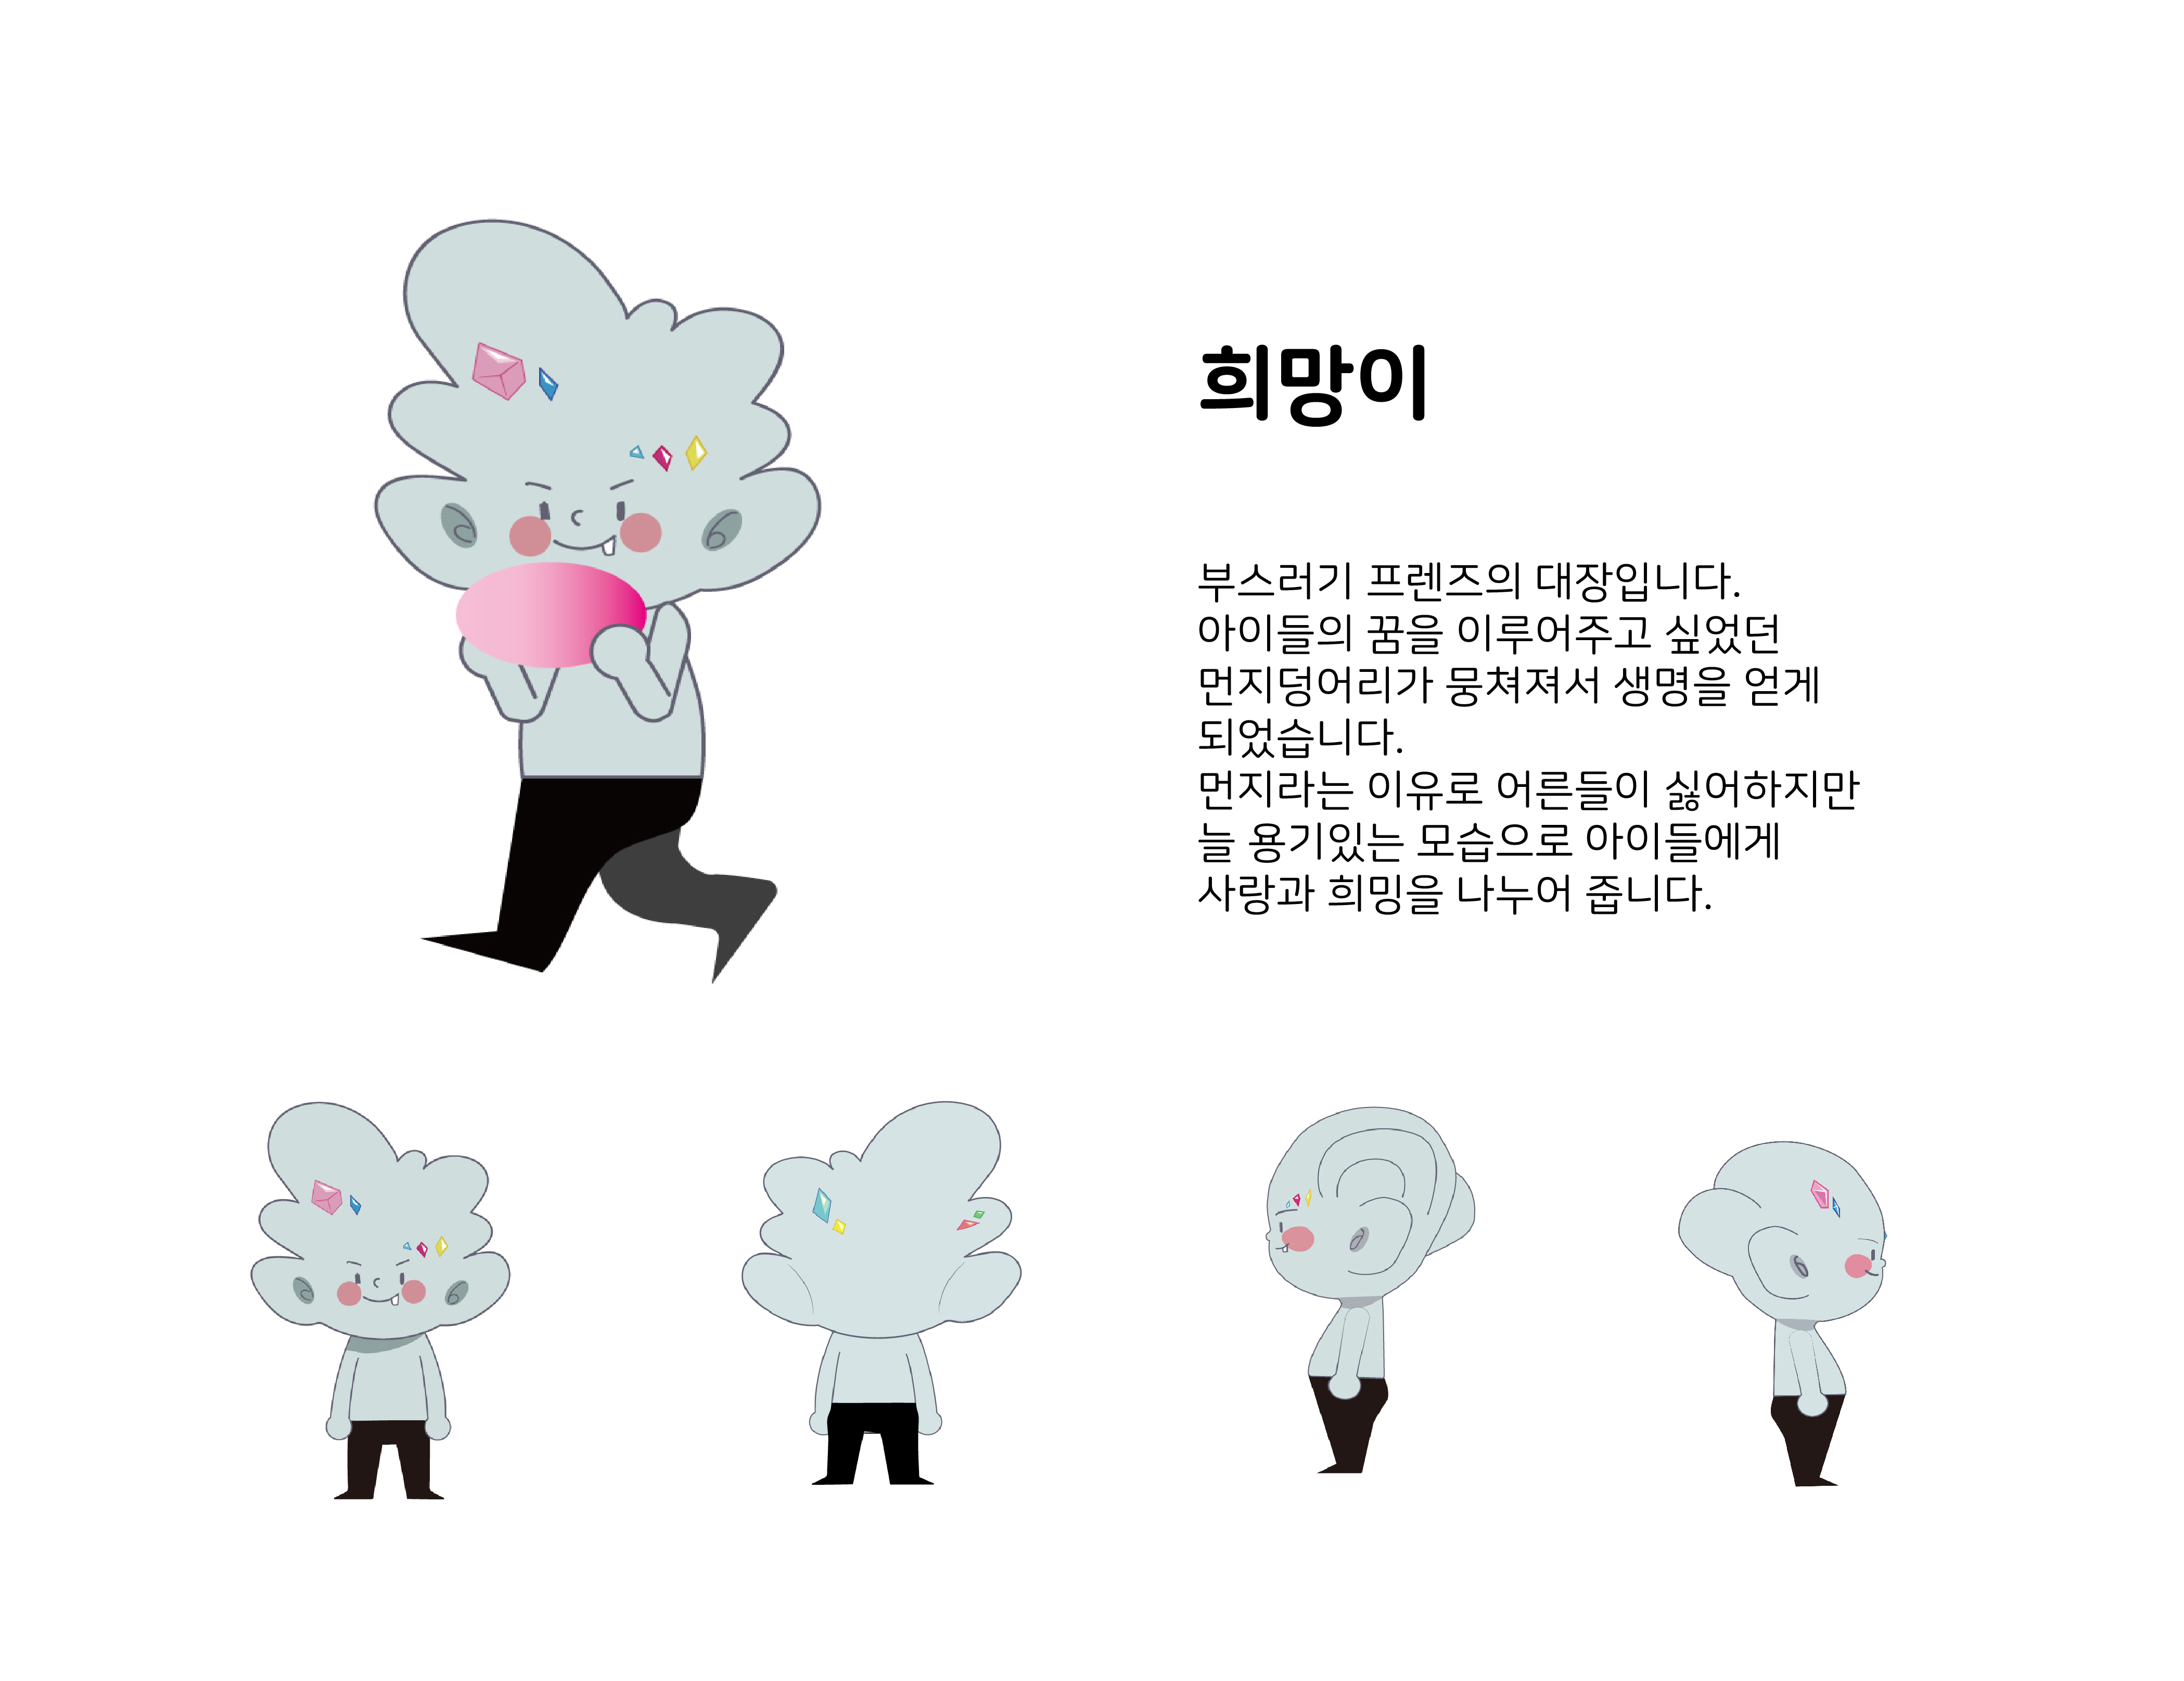 희망이
부스러기 프렌즈의 대장입니다.
아이들의 꿈을 이루어주고 싶었던
먼지덩어리가 뭉쳐져서 생명을 얻게
되었습니다.
먼지라는 이유로 어른들이 싫어하지만
늘 용기있는 모습으로 아이들에게
사랑과 희밍을 나누어 줍니다.